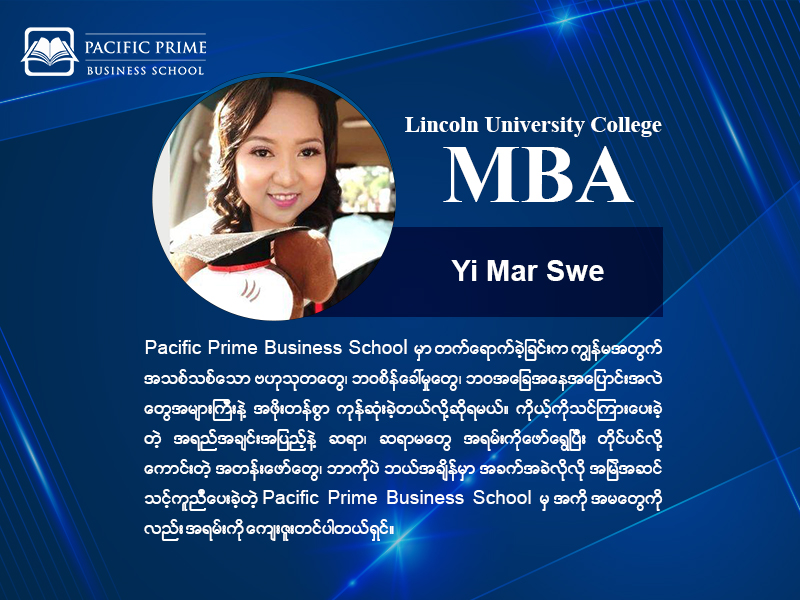 PACIFIC PRIME
BUSINESS SCHOOL
Lincoln University College
MBA
Yi Mar Swe
Pacific Prime Business School မှာ တက်ရောက်ခဲ့ခြင်းက ကျွန်မအတွက်
အသစ်သစ်သော ဗဟုသုတတွေ၊ ဘဝစိန်ခေါ်မှုတွေ၊ ဘဝအခြေအနေအပြောင်းအလဲ
တွေအများကြီးနဲ့ အဖိုးတန်စွာ ကုန်ဆုံးခဲ့တယ်လို့ဆိုရမယ်။ ကိုယ့်ကိုသင်ကြားပေးခဲ့
တဲ့ အရည်အချင်းအပြည့်နဲ့ ဆရာ၊ ဆရာမတွေ အရမ်းကိုဖော်ရွေပြီး တိုင်ပင်လို့
ကောင်းတဲ့ အတန်းဖော်တွေ၊ ဘာကိုပဲ ဘယ်အချိန်မှာ အခက်အခဲလိုလို အမြဲအဆင်
သင့်ကူညီပေးခဲ့တဲ့ Pacific Prime Business School မှ အကို အမတွေကို
လည်း အရမ်းကို ကျေးဇူးတင်ပါတယ်ရှင်။